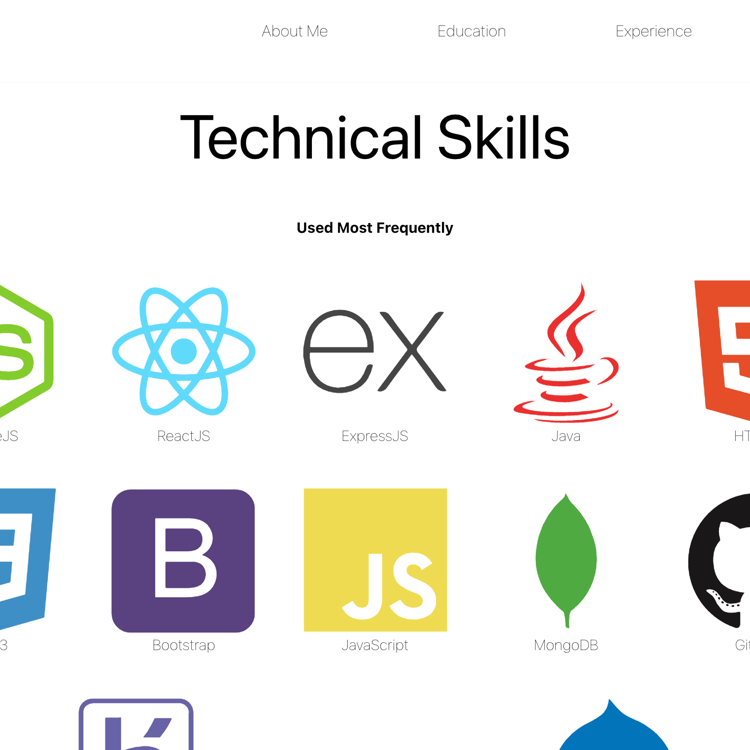 About Me Education Experience
Technical Skills
Used Most Frequently
S
ex
eJS ReactJS ExpressJS Java HT
B
JS
3 Bootstrap JavaScript MongoDB Git